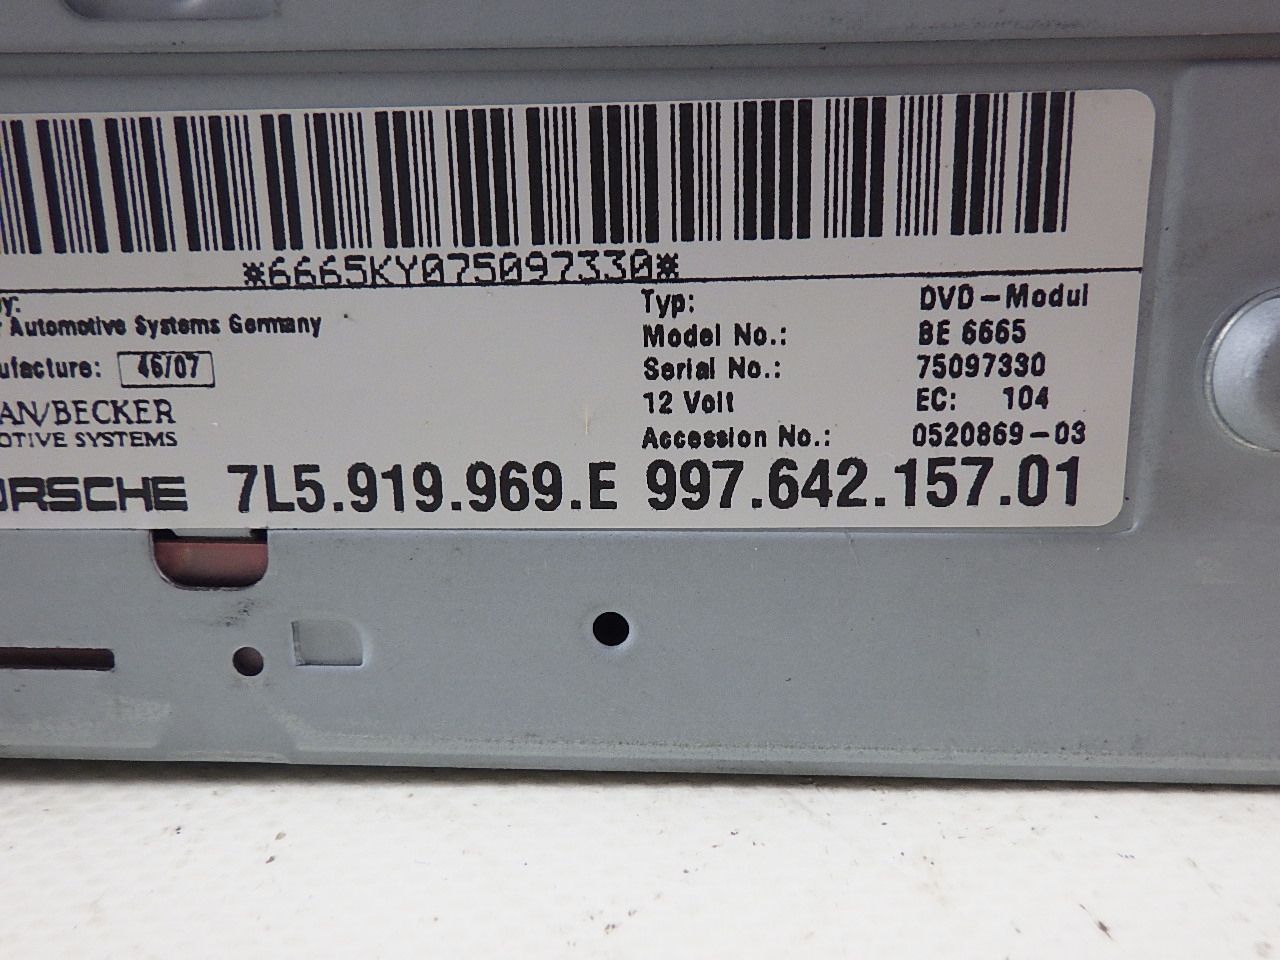 *6665KY075097330*
by:
r Automotive Systems Germany
ufacture: 46/07
AN/BECKER
OTIVE SYSTEMS
ORSCHE
Typ: DVD-Modul
Model No.: BE 6665
Serial No.: 75097330
12 Volt EC: 104
Accession No.: 0520869-03
7L5.919.969.E 997.642.157.01